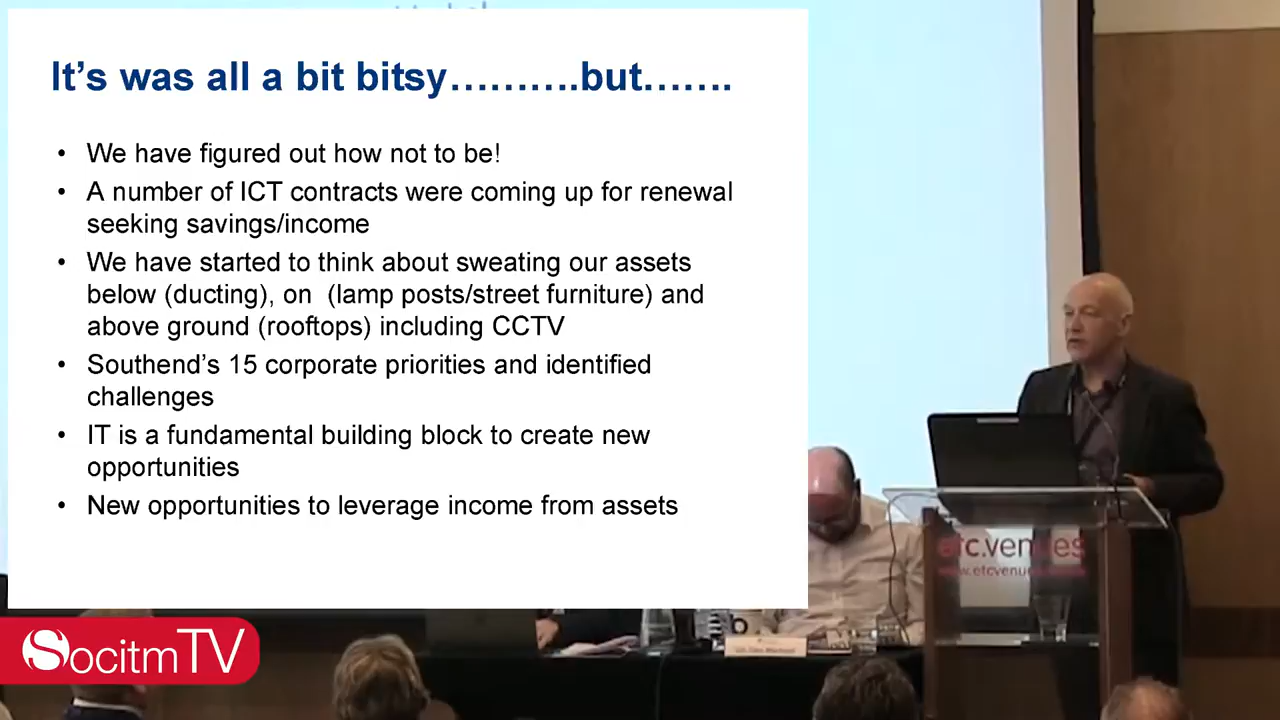 It's was all a bit bitsy……….but…….
• We have figured out how not to be!
• A number of ICT contracts were coming up for renewal
seeking savings/income
• We have started to think about sweating our assets
below (ducting), on  (lamp posts/street furniture) and
above ground (rooftops) including CCTV
• Southend's 15 corporate priorities and identified
challenges
• IT is a fundamental building block to create new
opportunities
• New opportunities to leverage income from assets
etc.venues
SocitmTV